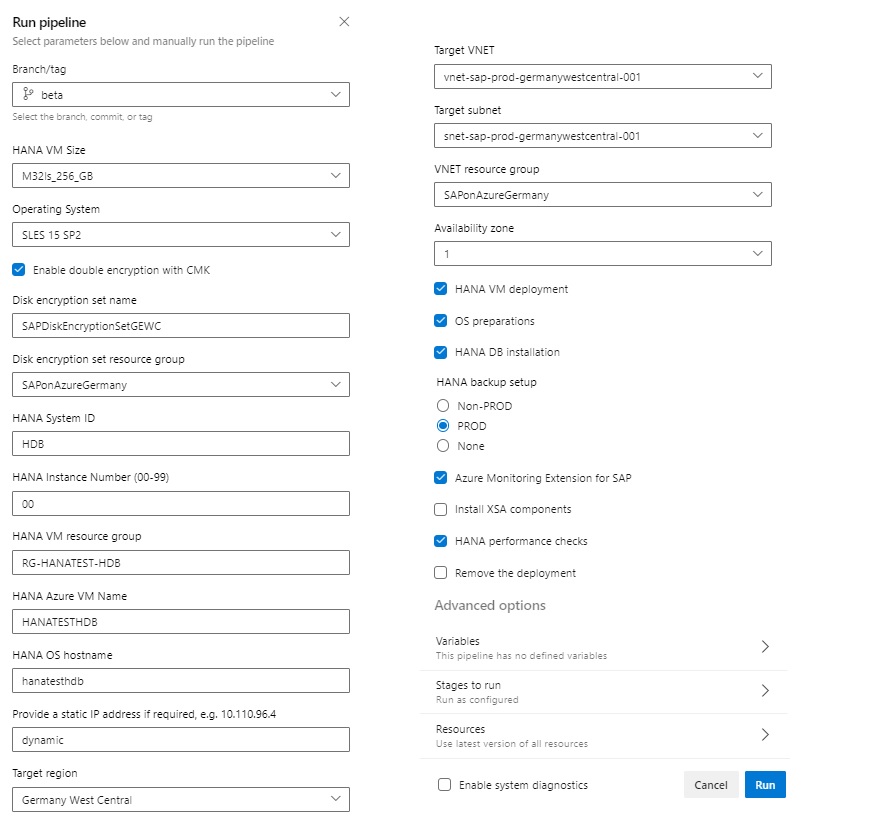 Run pipeline
Select parameters below and manually run the pipeline
Branch/tag
beta
Select the branch, commit, or tag
HANA VM Size
M32ls_256_GB
Operating System
SLES 15 SP2
Enable double encryption with CMK
Disk encryption set name
SAPDiskEncryptionSetGEWC
Disk encryption set resource group
SAPonAzureGermany
HANA System ID
HDB
HANA Instance Number (00-99)
00
HANA VM resource group
RG-HANATEST-HDB
HANA Azure VM Name
HANATESTHDB
HANA OS hostname
hanatesthdb
Provide a static IP address if required, e.g. 10.110.96.4
dynamic
Target region
Germany West Central
Target VNET
vnet-sap-prod-germanywestcentral-001
Target subnet
snet-sap-prod-germanywestcentral-001
VNET resource group
SAPonAzureGermany
Availability zone
1
HANA VM deployment
OS preparations
HANA DB installation
HANA backup setup
Non-PROD
PROD
None
Azure Monitoring Extension for SAP
Install XSA components
HANA performance checks
Remove the deployment
Advanced options
Variables
This pipeline has no defined variables
Stages to run
Run as configured
Resources
Use latest version of all resources
Enable system diagnostics
Cancel
Run